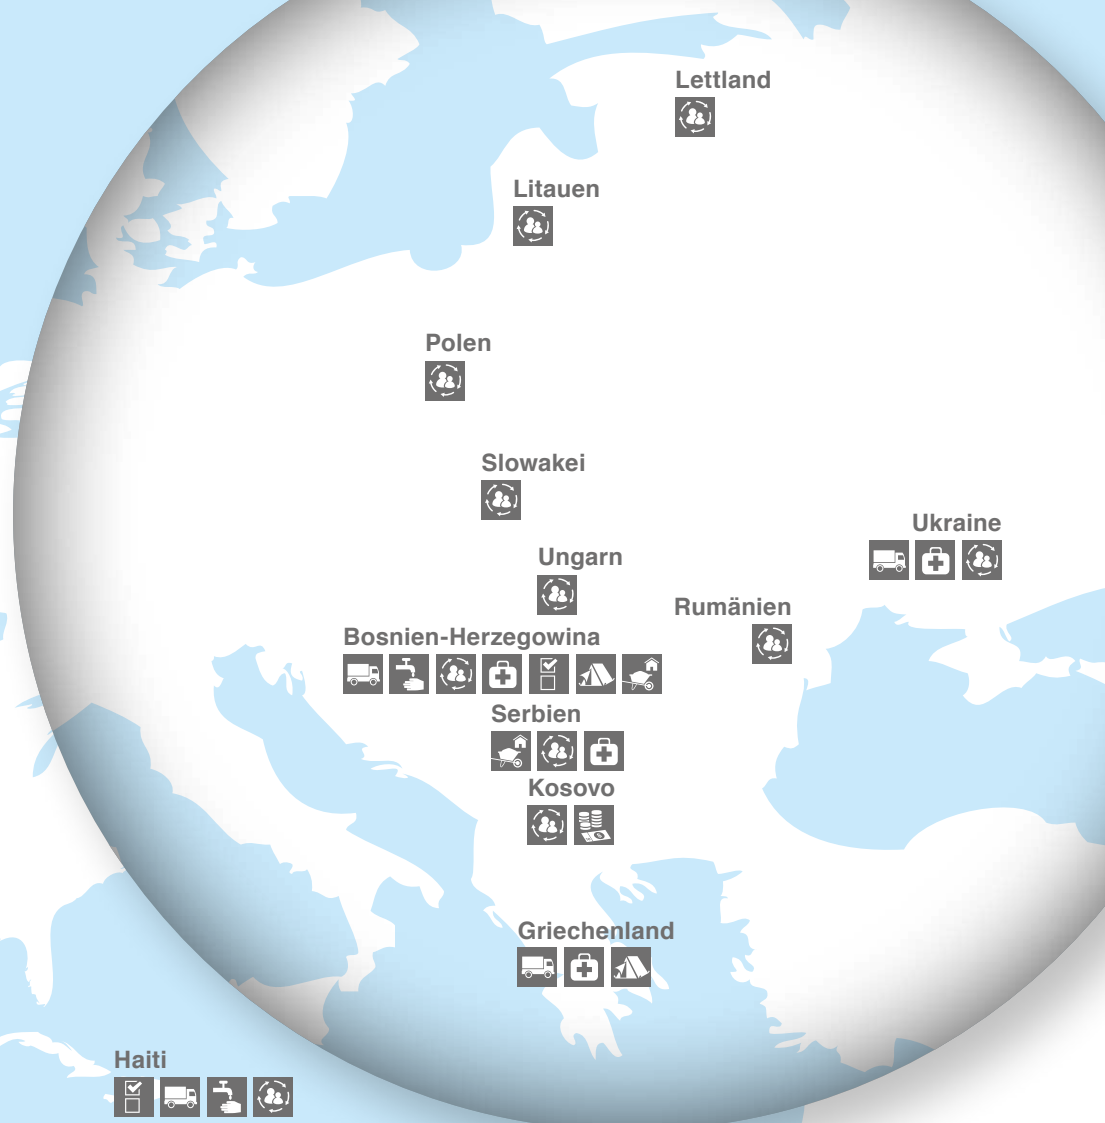 Lettland
Litauen
Polen
Slowakei
Ukraine
Ungarn
Rumänien
Bosnien-Herzegowina
Serbien
Kosovo
Griechenland
Haiti